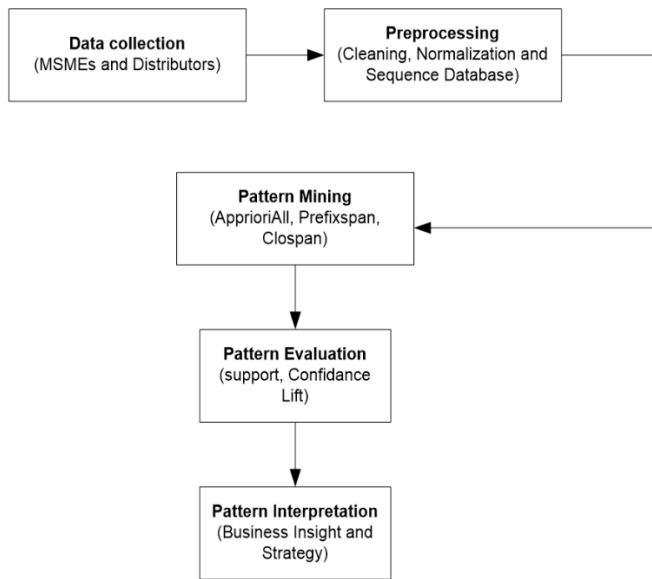 Data collection
(MSMEs and Distributors)
Preprocessing
(Cleaning, Normalization and
Sequence Database)
Pattern Mining
(ApprioriAll, Prefixspan,
Clospan)
Pattern Evaluation
(support, Confidance
Lift)
Pattern Interpretation
(Business Insight and
Strategy)